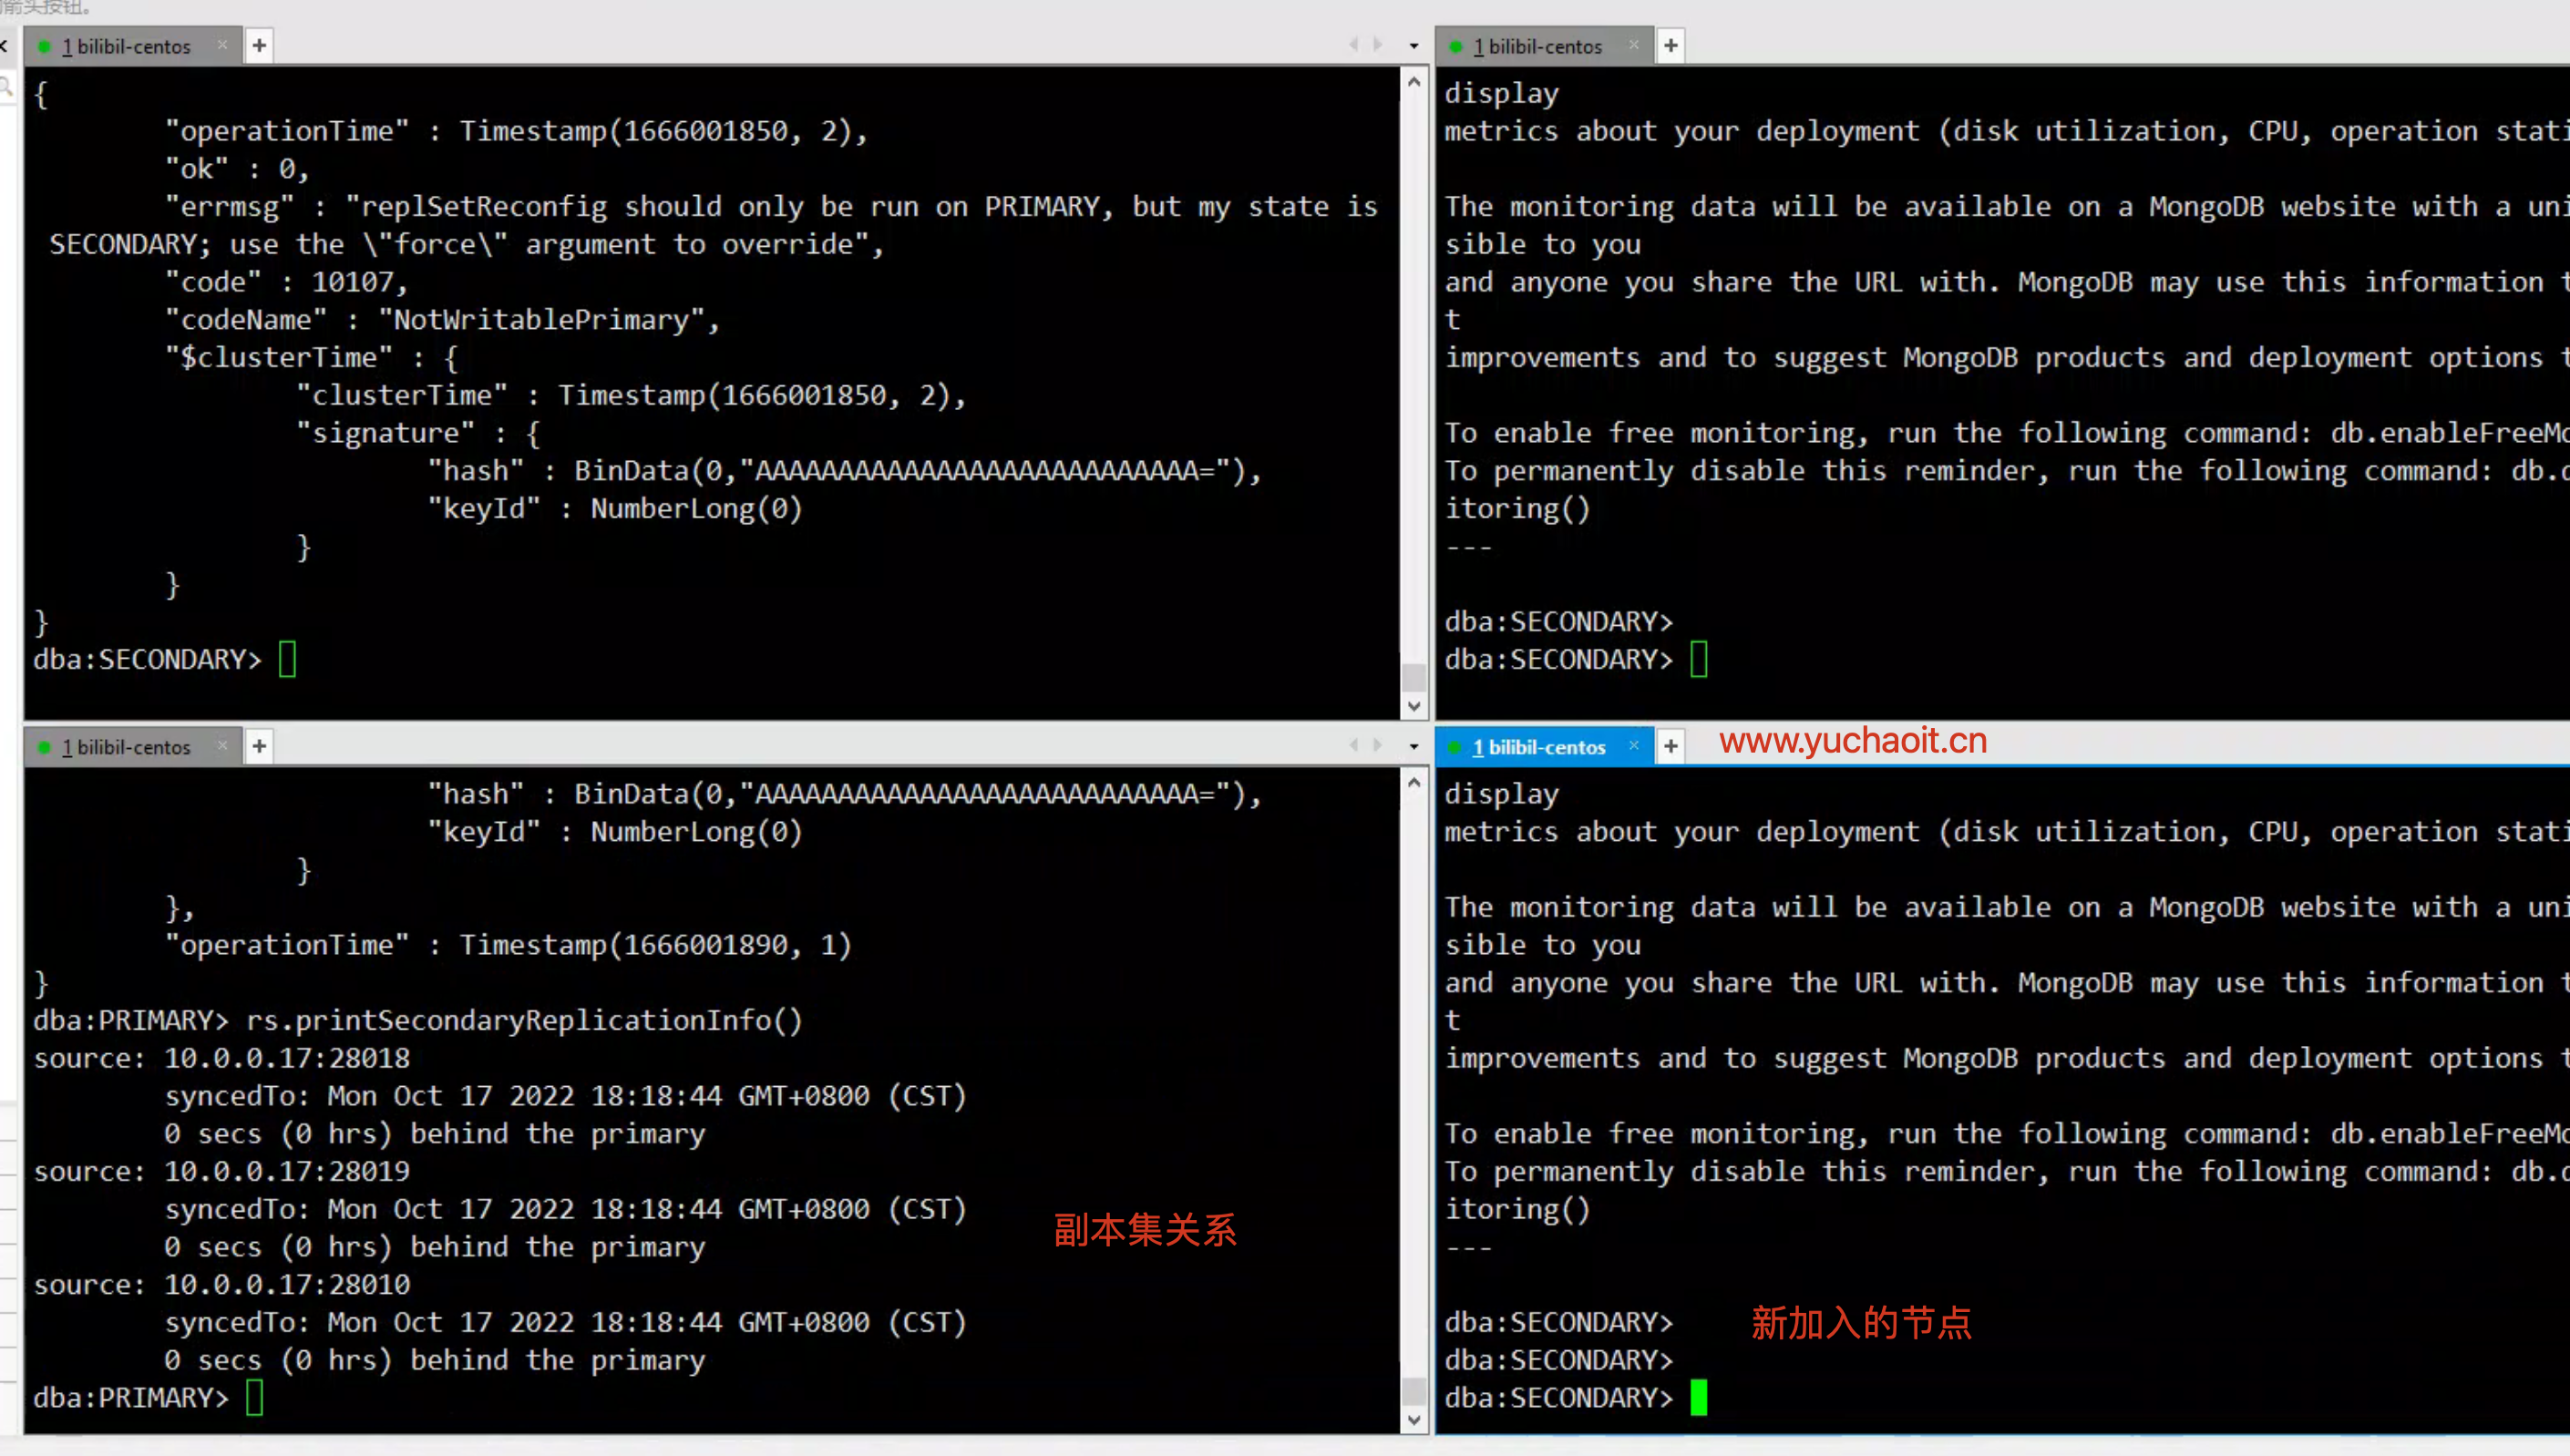 箭头按钮。
1 bilibil-centos
{
"operationTime" : Timestamp(1666001850, 2),
"ok" : 0,
"errmsg" : "replSetReconfig should only be run on PRIMARY, but my state is
SECONDARY; use the \"force\" argument to override",
"code" : 10107,
"codeName" : "NotWritablePrimary",
"$clusterTime" : {
"clusterTime" : Timestamp(1666001850, 2),
"signature" : {
"hash" : BinData(0,"AAAAAAAAAAAAAAAAAAAAAAAAAAA="),
"keyId" : NumberLong(0)
}
}
}
dba:SECONDARY>
1 bilibil-centos
display
metrics about your deployment (disk utilization, CPU, operation stati
The monitoring data will be available on a MongoDB website with a uni
sible to you
and anyone you share the URL with. MongoDB may use this information t
t
improvements and to suggest MongoDB products and deployment options t
To enable free monitoring, run the following command: db.enableFreeMo
To permanently disable this reminder, run the following command: db.d
itoring()
---
dba:SECONDARY>
dba:SECONDARY>
1 bilibil-centos
"hash" : BinData(0,"AAAAAAAAAAAAAAAAAAAAAAAAAAA="),
"keyId" : NumberLong(0)
}
},
"operationTime" : Timestamp(1666001890, 1)
}
dba:PRIMARY> rs.printSecondaryReplicationInfo()
source: 10.0.0.17:28018
syncedTo: Mon Oct 17 2022 18:18:44 GMT+0800 (CST)
0 secs (0 hrs) behind the primary
source: 10.0.0.17:28019
syncedTo: Mon Oct 17 2022 18:18:44 GMT+0800 (CST)
0 secs (0 hrs) behind the primary
副本集关系
source: 10.0.0.17:28010
syncedTo: Mon Oct 17 2022 18:18:44 GMT+0800 (CST)
0 secs (0 hrs) behind the primary
dba:PRIMARY>
1 bilibil-centos
www.yuchaoit.cn
display
metrics about your deployment (disk utilization, CPU, operation stati
The monitoring data will be available on a MongoDB website with a uni
sible to you
and anyone you share the URL with. MongoDB may use this information t
t
improvements and to suggest MongoDB products and deployment options t
To enable free monitoring, run the following command: db.enableFreeMo
To permanently disable this reminder, run the following command: db.d
itoring()
---
dba:SECONDARY>
新加入的节点
dba:SECONDARY>
dba:SECONDARY>